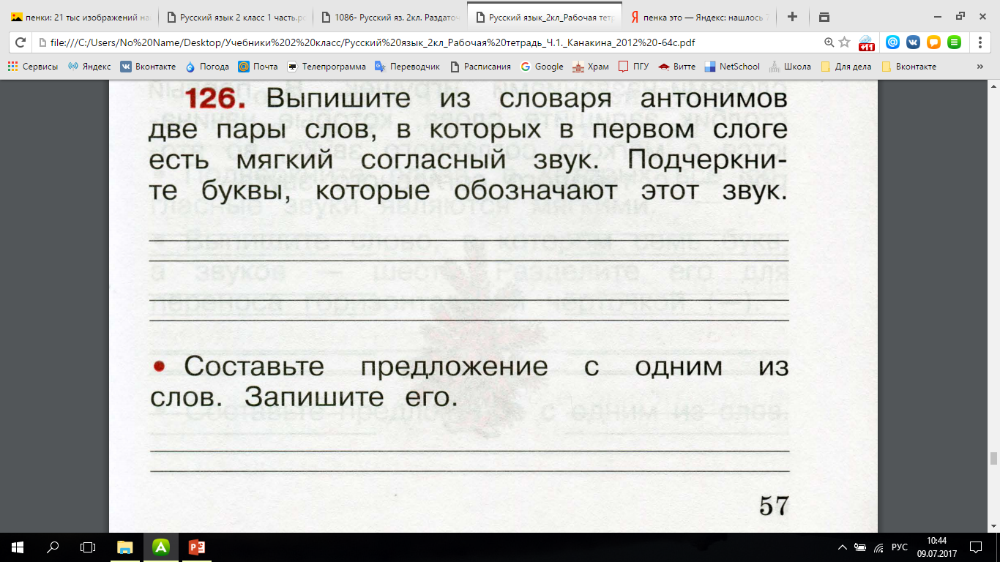 пенки: 21 тыс изображений на
Русский язык 2 класс 1 часть.pd
1086- Русский яз. 2кл. Раздаточ
Русский язык_2кл_Рабочая тетр
пенка это — Яндекс: нашлось 1
file:///C:/Users/No%20Name/Desktop/Учебники%202%20класс/Русский%20язык_2кл_Рабочая%20тетрадь_Ч.1._Канакина_2012%20-64с.pdf
+11
Сервисы Яндекс Вконтакте Погода Почта Телепрограмма Переводчик Расписания Google Храм ПГУ Витте NetSchool Школа Для дела Вконтакте »
126. Выпишите из словаря антонимов
две пары слов, в которых в первом слоге
есть мягкий согласный звук. Подчеркни-
те буквы, которые обозначают этот звук.
• Составьте предложение с одним из
слов. Запишите его.
57
РУС
10:44
09.07.2017